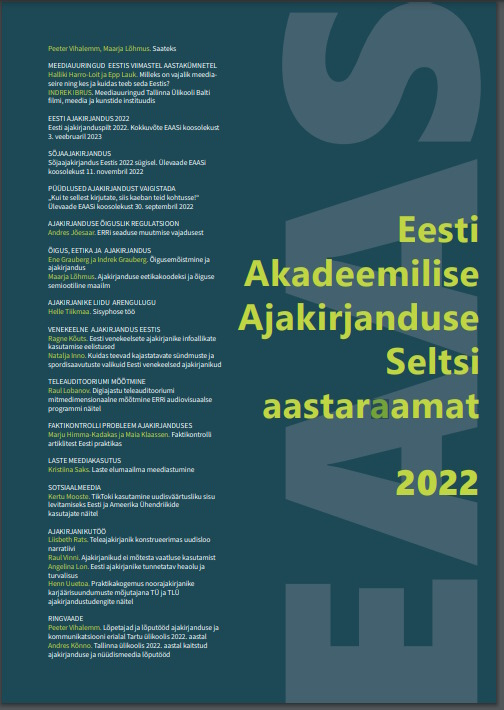 Peeter Vihalemm, Maarja Lõhmus. Saateks
MEEDIAUURINGUD EESTIS VIIMASTEL AASTAKÜMNETEL
Halliki Harro-Loit ja Epp Lauk. Milleks on vajalik meedia-
seire ning kes ja kuidas teeb seda Eestis?
INDREK IBRUS. Meediauuringud Tallinna Ülikooli Balti
filmi, meedia ja kunstide instituudis
EESTI AJAKIRJANDUS 2022
Eesti ajakirjanduspilt 2022. Kokkuvõte EAASi koosolekust
3. veebruaril 2023
SÕJAAJAKIRJANDUS
Sõjaajakirjandus Eestis 2022 sügisel. Ülevaade EAASi
koosolekust 11. novembril 2022
PÜÜDLUSED AJAKIRJANDUST VAIGISTADA
„Kui te sellest kirjutate, siis kaeban teid kohtusse!"
Ülevaade EAASi koosolekust 30. septembril 2022
AJAKIRJANDUSE ÕIGUSLIK REGULATSIOON
Andres Jõesaar. ERRi seaduse muutmise vajadusest
ÕIGUS, EETIKA JA AJAKIRJANDUS
Ene Grauberg ja Indrek Grauberg. Õigusemõistmine ja
ajakirjandus
Maarja Lõhmus. Ajakirjanduse eetikakoodeksi ja õiguse
semiootiline maailm
AJAKIRJANIKE LIIDU ARENGULUGU
Helle Tiikmaa. Sisyphose töö
VENEKEELNE AJAKIRJANDUS EESTIS
Ragne Kõuts. Eesti venekeelsete ajakirjanike infoallikate
kasutamise eelistused
Natalja Inno. Kuidas teevad kajastatavate sündmuste ja
spordisaavutuste valikuid Eesti venekeelsed ajakirjanikud
TELEAUDITOORIUMI MÕÕTMINE
Raul Lobanov. Digiajastu teleauditooriumi
mitmedimensionaalne mõõtmine ERRi audiovisuaalse
programmi näitel
FAKTIKONTROLLI PROBLEEM AJAKIRJANDUSES
Marju Himma-Kadakas ja Maia Klaassen. Faktikontrolli
artiklitest Eesti praktikas
LASTE MEEDIAKASUTUS
Kristiina Saks. Laste elumaailma meediastumine
SOTSIAALMEEDIA
Kertu Mooste. TikToki kasutamine uudisväärtusliku sisu
levitamiseks Eesti ja Ameerika Ühendriikide
kasutajate näitel
AJAKIRJANIKUTÖÖ
Liisbeth Rats. Teleajakirjanik konstrueerimas uudisloo
narratiivi
Raul Vinni. Ajakirjanikud ei mõtesta vaatluse kasutamist
Angelina Lon. Eesti ajakirjanike tunnetatav heaolu ja
turvalisus
Henn Uuetoa. Praktikakogemus noorajakirjanike
karjäärisuundumuste mõjutajana TÜ ja TLÜ
ajakirjandustudengite näitel
RINGVAADE
Peeter Vihalemm. Lõpetajad ja lõputööd ajakirjanduse ja
kommunikatsiooni erialal Tartu ülikoolis 2022. aastal
Andres Kõnno. Tallinna ülikoolis 2022. aastal kaitstud
ajakirjanduse ja nüüdismeedia lõputööd
EAAS
Eesti
Akadeemilise
Ajakirjanduse
Seltsi
aastaraamat
2022